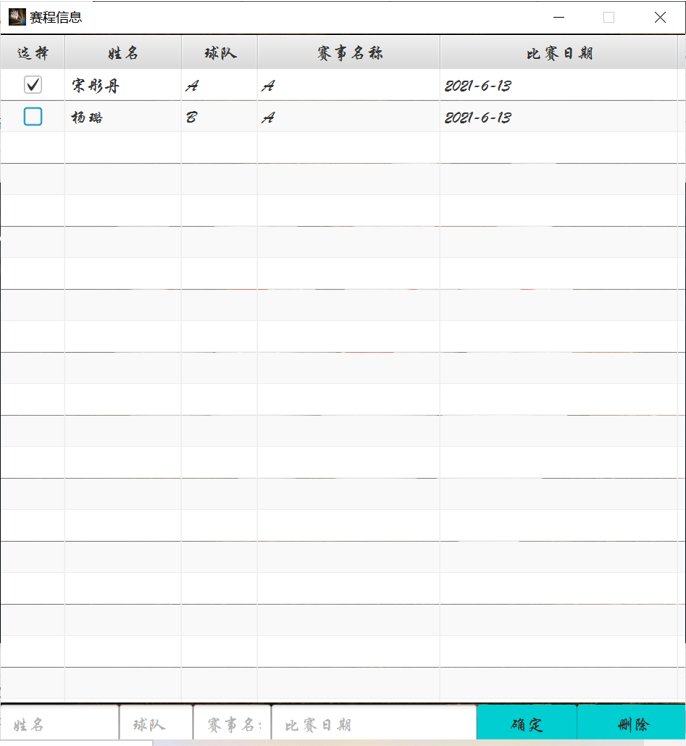 赛程信息
选择 姓名 球队 赛事名称 比赛日期
宋彤丹 A A 2021-6-13
杨璐 B A 2021-6-13
姓名 球队 赛事名: 比赛日期 确定 删除